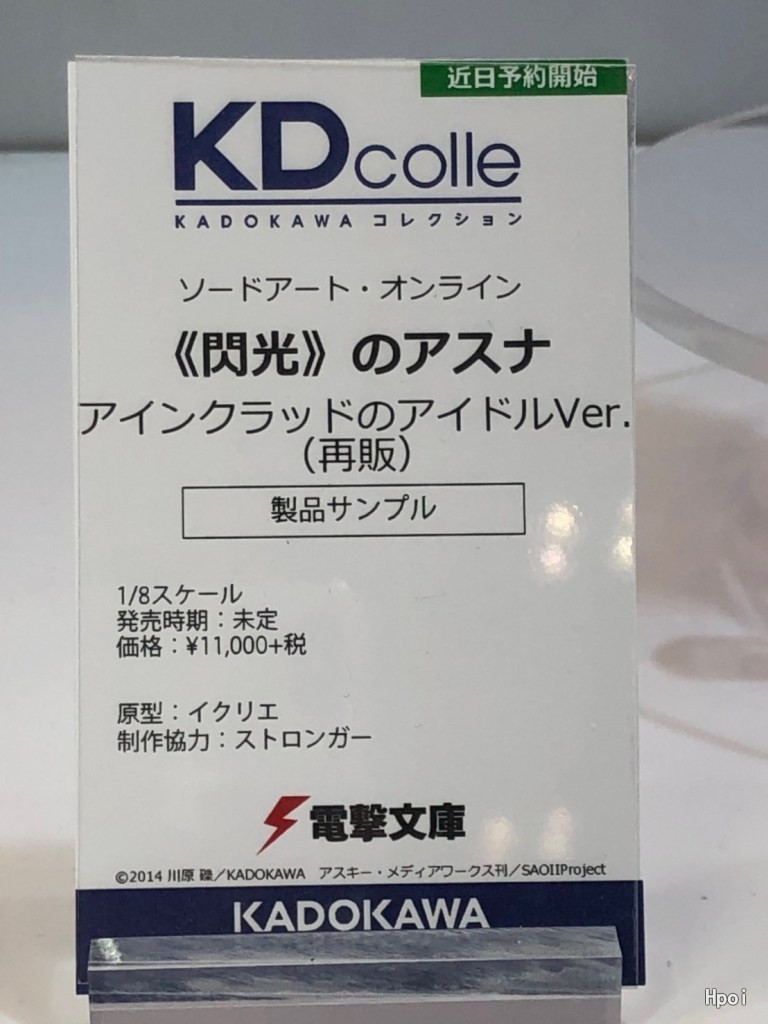 近日予約開始
KDcolle
KADOKAWA コレクション
ソードアート・オンライン
《閃光》のアスナ
アインクラッドのアイドルVer.
（再販）
製品サンプル
1/8スケール
発売時期：未定
価格：¥11,000+税
原型：イクリエ
制作協力：ストロンガー
電撃文庫
©2014 川原 礫／KADOKAWA　アスキー・メディアワークス刊／SAOIIProject
KADOKAWA
Hpoi